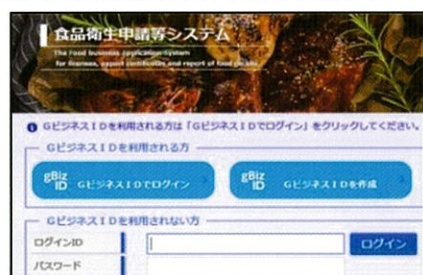 食品衛生申請等システム
The Food business application system
for licenses, export certificates and report of food recalls.
GビジネスIDを利用される方は「GビジネスIDでログイン」をクリックしてください。
GビジネスIDを利用される方
gBiz ID GビジネスIDでログイン
gBiz ID GビジネスIDを作成
GビジネスIDを利用されない方
ログインID
ログイン
パスワード